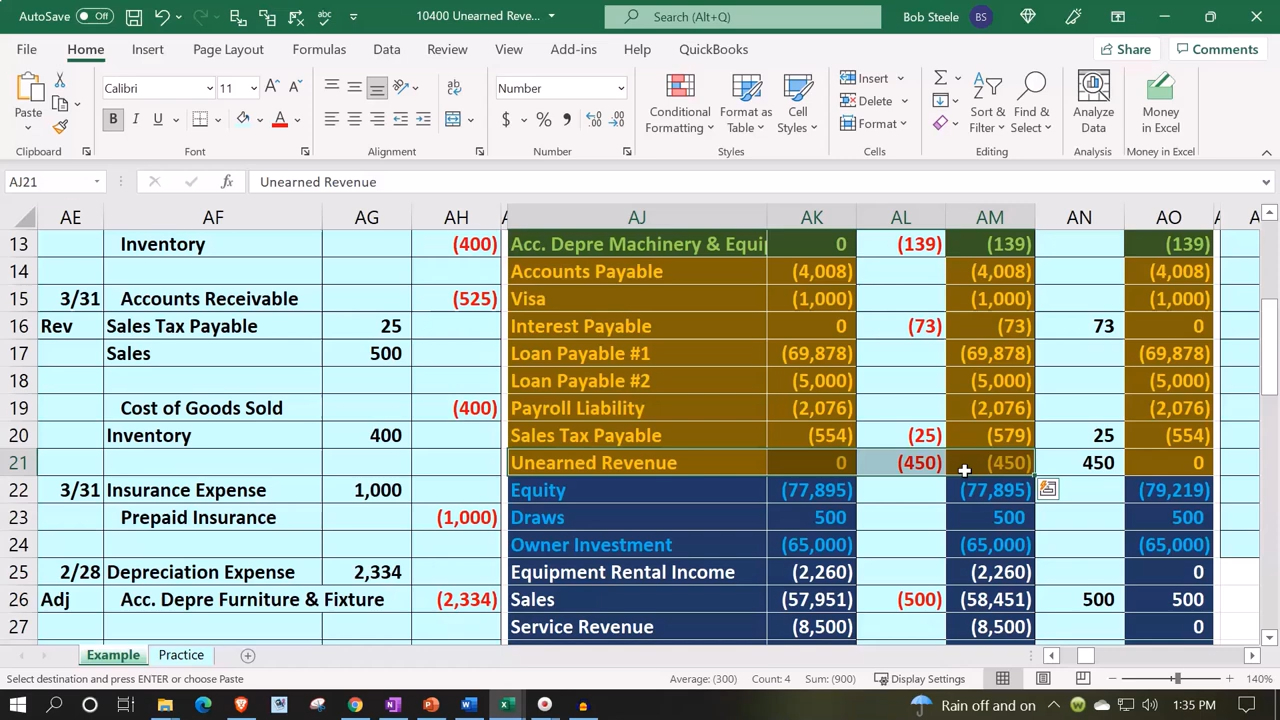 AutoSave Off 10400 Unearned Reve... Search (Alt+Q) Bob Steele BS
File Home Insert Page Layout Formulas Data Review View Add-ins Help QuickBooks Share Comments
Paste Calibri 11 B I U A Number $ % , Conditional Formatting Format as Table Cell Styles Insert Delete Format Sort & Filter Find & Select Analyze Data Money in Excel
Clipboard Font Alignment Number Styles Cells Editing Analysis Money in Excel
AJ21 fx Unearned Revenue
AE AF AG AH A AJ AK AL AM AN AO A A
13 Inventory (400) Acc. Depre Machinery & Equip 0 (139) (139) (139)
14 Accounts Payable (4,008) (4,008) (4,008)
15 3/31 Accounts Receivable (525) Visa (1,000) (1,000) (1,000)
16 Rev Sales Tax Payable 25 Interest Payable 0 (73) (73) 73 0
17 Sales 500 Loan Payable #1 (69,878) (69,878) (69,878)
18 Loan Payable #2 (5,000) (5,000) (5,000)
19 Cost of Goods Sold (400) Payroll Liability (2,076) (2,076) (2,076)
20 Inventory 400 Sales Tax Payable (554) (25) (579) 25 (554)
21 Unearned Revenue 0 (450) (450) 450 0
22 3/31 Insurance Expense 1,000 Equity (77,895) (77,895) (79,219)
23 Prepaid Insurance (1,000) Draws 500 500 500
24 Owner Investment (65,000) (65,000) (65,000)
25 2/28 Depreciation Expense 2,334 Equipment Rental Income (2,260) (2,260) 0
26 Adj Acc. Depre Furniture & Fixture (2,334) Sales (57,951) (500) (58,451) 500 500
27 Service Revenue (8,500) (8,500) 0
Example Practice
Select destination and press ENTER or choose Paste Average: (300) Count: 4 Sum: (900) Display Settings 140%
Rain off and on 1:35 PM